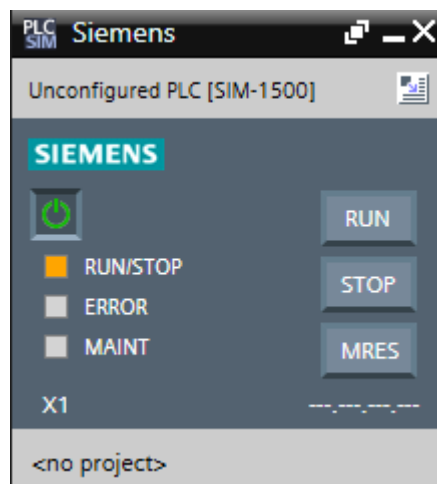 PLC SIM Siemens
Unconfigured PLC [SIM-1500]
SIEMENS
RUN
RUN/STOP
STOP
ERROR
MAINT
MRES
X1 ---.---.---.---
<no project>